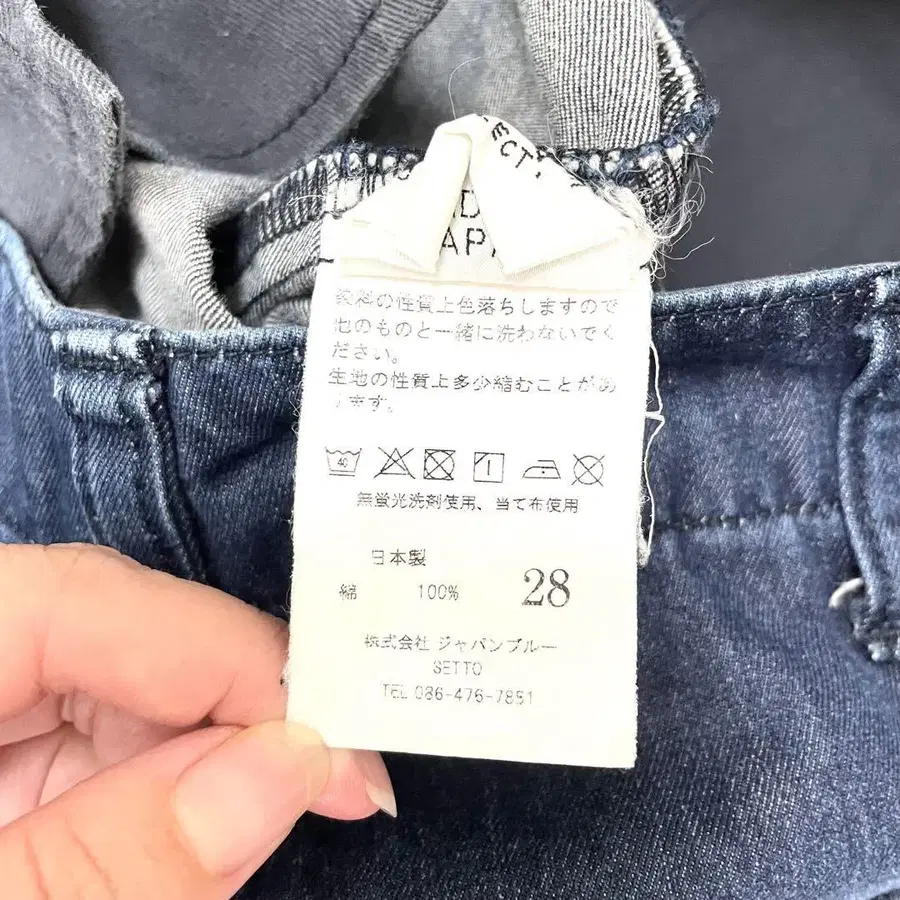 ECT.
AD
APA
染料の性質上色落ちしますので
他のものと一緒に洗わないでく
ださい。
生地の性質上多少縮むことがあ
ります。
40
無蛍光洗剤使用、当て布使用
日本製
綿 100% 28
株式会社 ジャパンブルー
SETTO
TEL 086-476-7851